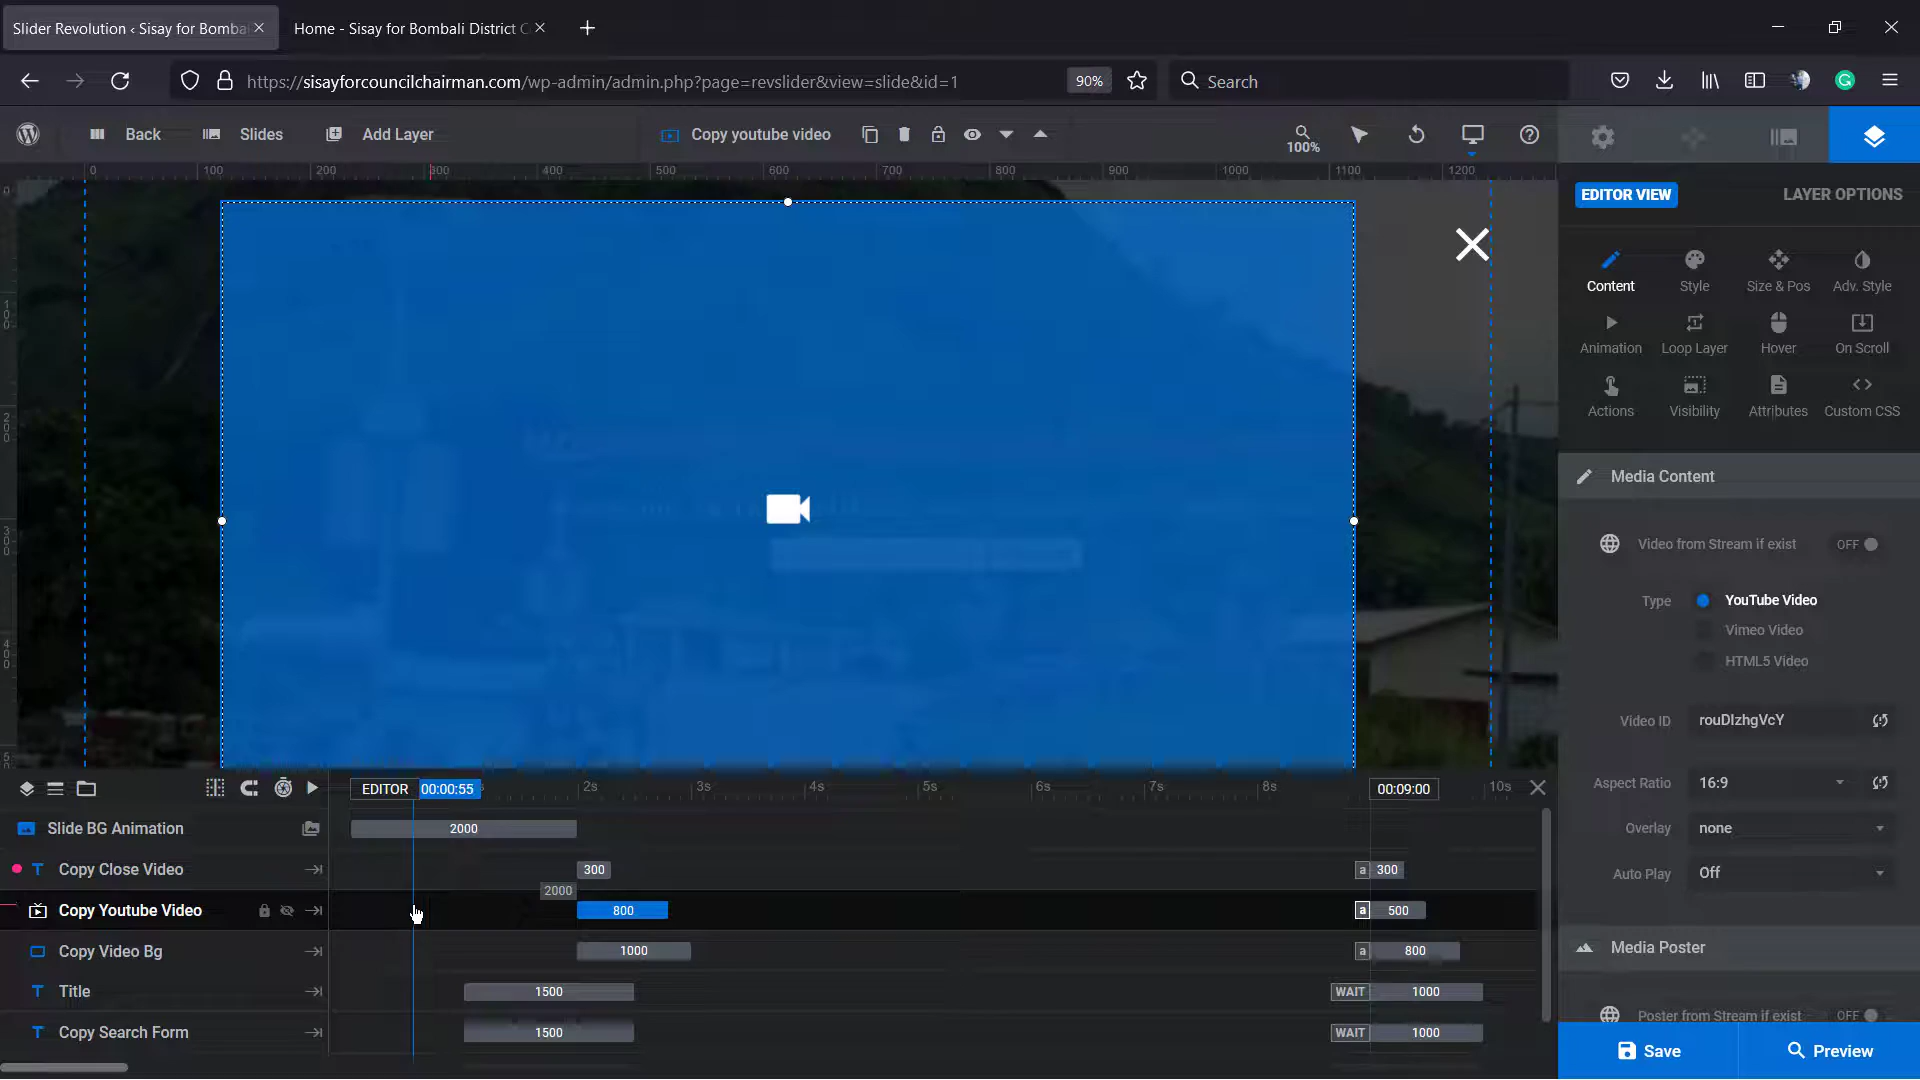 Slider Revolution ‹ Sisay for Bomba
Home - Sisay for Bombali District C
https://sisayforcouncilchairman.com/wp-admin/admin.php?page=revslider&view=slide&id=1
90%
Search
Back
Slides
Add Layer
Copy youtube video
100%
0 100 200 300 400 500 600 700 800 900 1000 1100 1200
EDITOR VIEW
LAYER OPTIONS
Content
Style
Size & Pos
Adv. Style
Animation
Loop Layer
Hover
On Scroll
Actions
Visibility
Attributes
Custom CSS
Media Content
Video from Stream if exist
OFF
Type
YouTube Video
Vimeo Video
HTML5 Video
Video ID
rouDIzhgVcY
Aspect Ratio
16:9
Overlay
none
Auto Play
Off
Media Poster
Poster from Stream if exist
OFF
Save
Preview
EDITOR
00:00:55
2s 3s 4s 5s 6s 7s 8s
00:09:00
10s
Slide BG Animation
2000
Copy Close Video
300
a 300
2000
Copy Youtube Video
800
a 500
Copy Video Bg
1000
a 800
Title
1500
WAIT 1000
Copy Search Form
1500
WAIT 1000